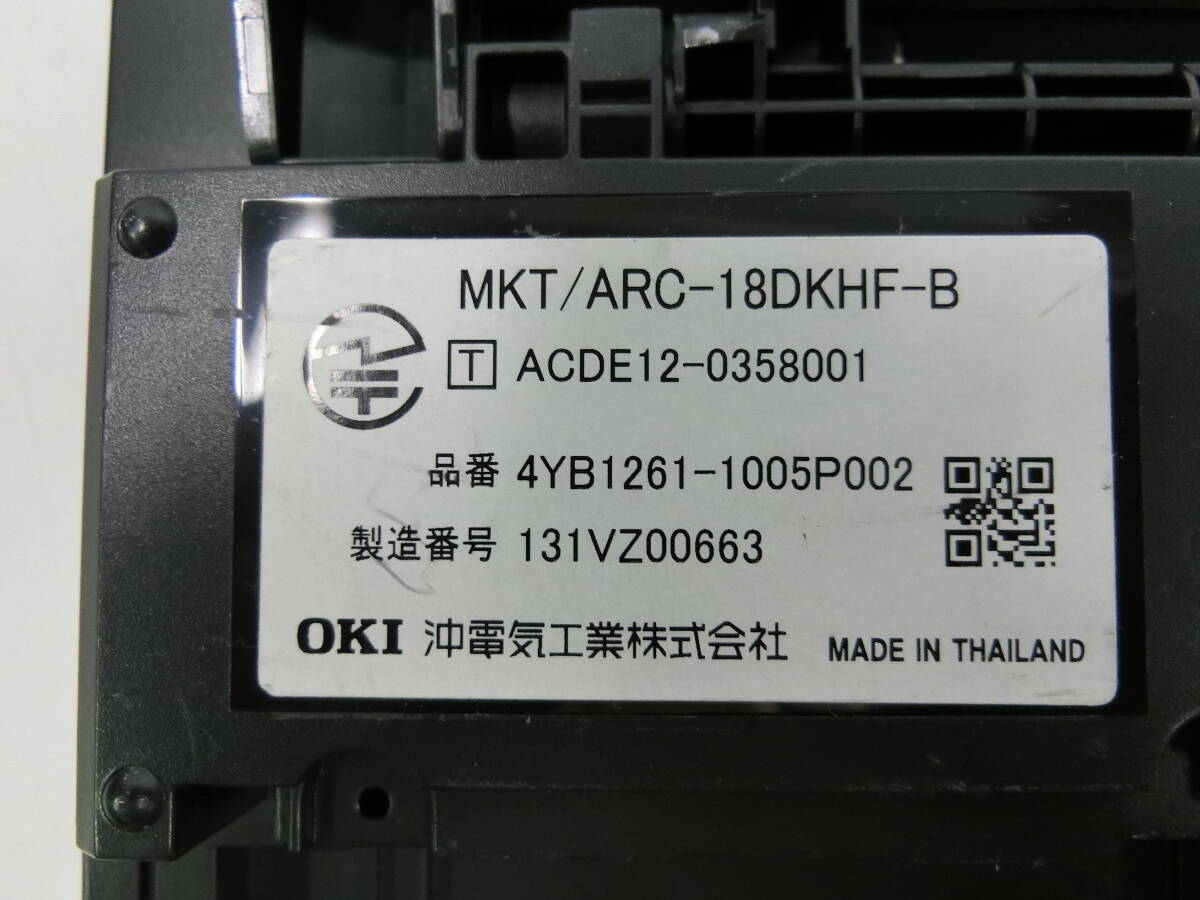 MKT/ARC-18DKHF-B
T ACDE12-0358001
品番 4YB1261-1005P002
製造番号 131VZ00663
OKI 沖電気工業株式会社 MADE IN THAILAND